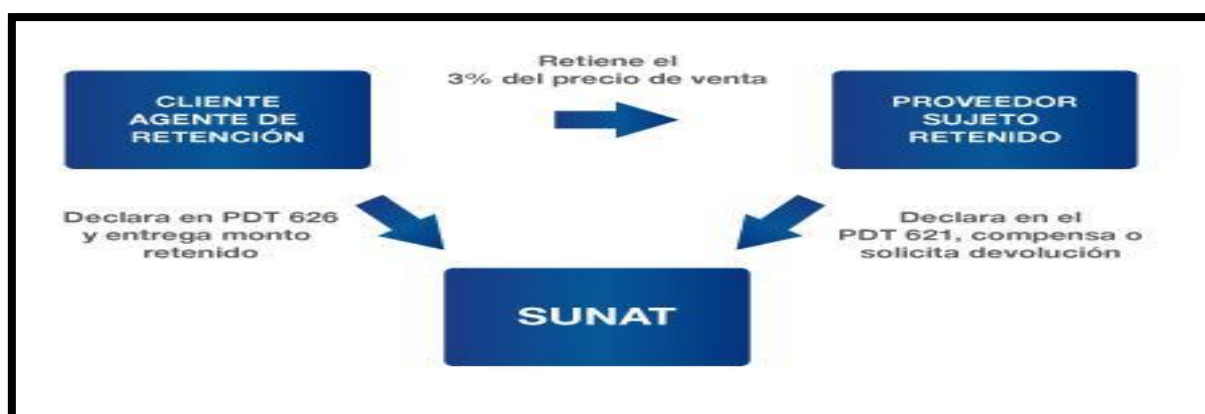 Retiene el
3% del precio de venta
CLIENTE
AGENTE DE
RETENCIÓN
PROVEEDOR
SUJETO
RETENIDO
Declara en PDT 626
y entrega monto
retenido
Declara en el
PDT 621, compensa o
solicita devolución
SUNAT